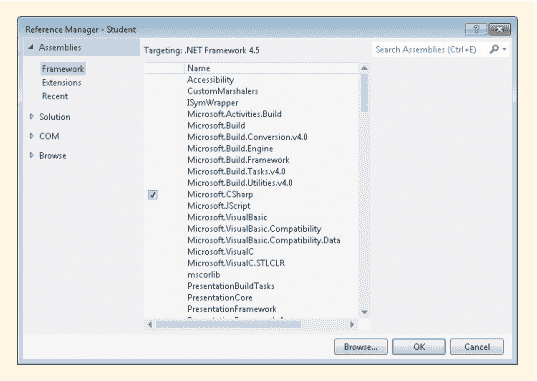 Reference Manager - Student
Assemblies
Framework
Extensions
Recent
Solution
COM
Browse
Targeting: .NET Framework 4.5
Search Assemblies (Ctrl+E)
Name
Accessibility
CustomMarshalers
ISymWrapper
Microsoft.Activities.Build
Microsoft.Build
Microsoft.Build.Conversion.v4.0
Microsoft.Build.Engine
Microsoft.Build.Framework
Microsoft.Build.Tasks.v4.0
Microsoft.Build.Utilities.v4.0
Microsoft.CSharp
Microsoft.JScript
Microsoft.VisualBasic
Microsoft.VisualBasic.Compatibility
Microsoft.VisualBasic.Compatibility.Data
Microsoft.VisualC
Microsoft.VisualC.STLCLR
mscorlib
PresentationBuildTasks
PresentationCore
PresentationFramework
Browse...
OK
Cancel